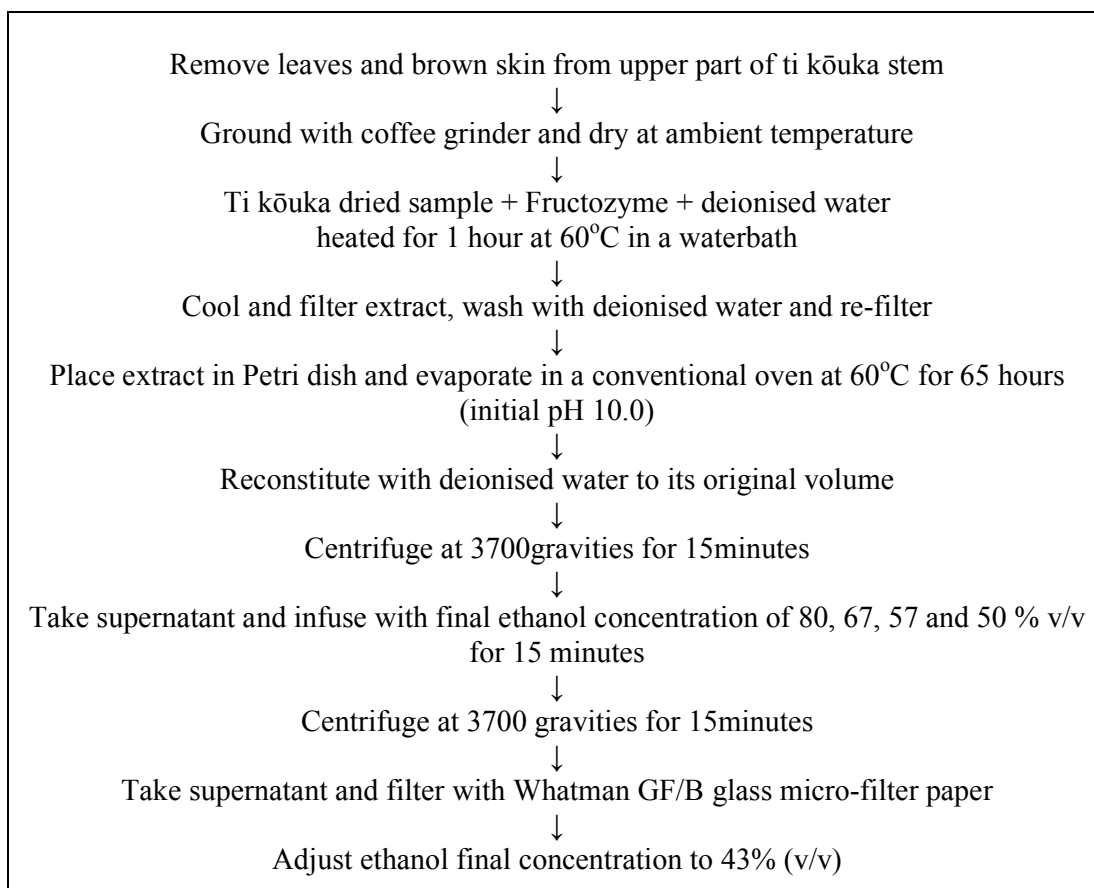 Remove leaves and brown skin from upper part of ti kōuka stem
↓
Ground with coffee grinder and dry at ambient temperature
↓
Ti kōuka dried sample + Fructozyme + deionised water
heated for 1 hour at 60°C in a waterbath
↓
Cool and filter extract, wash with deionised water and re-filter
↓
Place extract in Petri dish and evaporate in a conventional oven at 60°C for 65 hours
(initial pH 10.0)
↓
Reconstitute with deionised water to its original volume
↓
Centrifuge at 3700gravities for 15minutes
↓
Take supernatant and infuse with final ethanol concentration of 80, 67, 57 and 50 % v/v
for 15 minutes
↓
Centrifuge at 3700 gravities for 15minutes
↓
Take supernatant and filter with Whatman GF/B glass micro-filter paper
↓
Adjust ethanol final concentration to 43% (v/v)